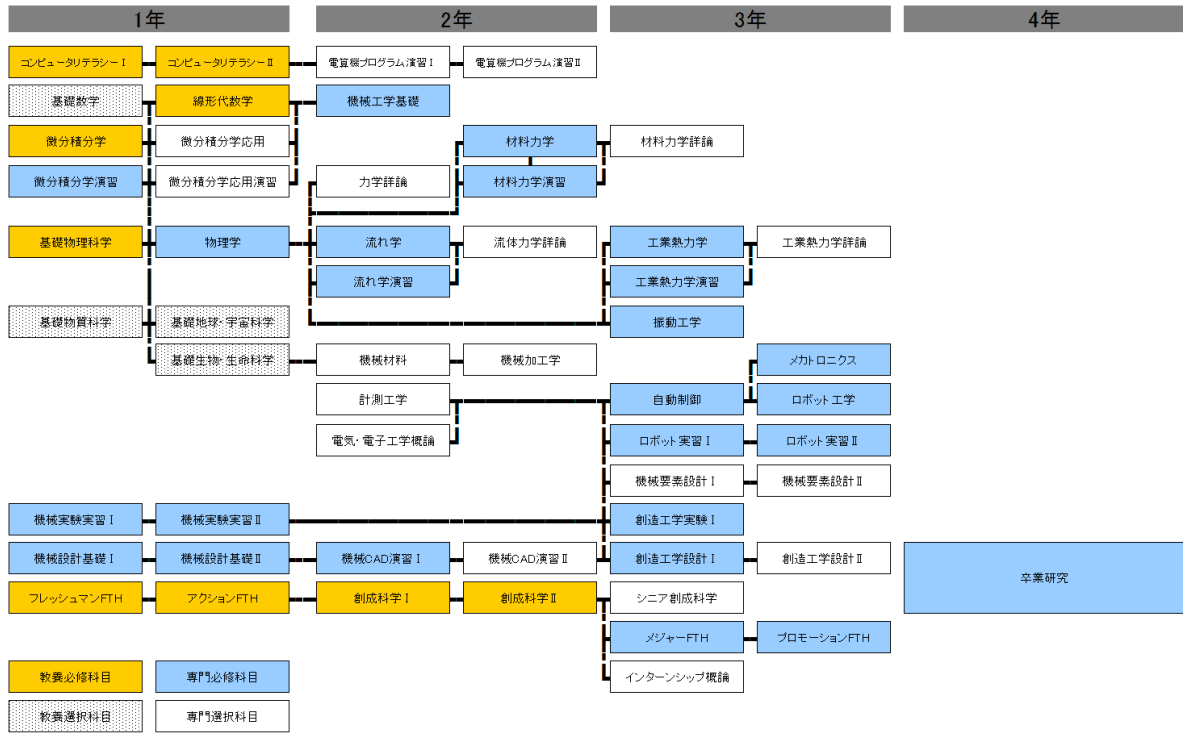 1年 2年 3年 4年
コンピュータリテラシーⅠ コンピュータリテラシーⅡ 電算機プログラム演習Ⅰ 電算機プログラム演習Ⅱ
基礎数学 線形代数学 機械工学基礎
微分積分学 微分積分学応用 材料力学 材料力学詳論
微分積分学演習 微分積分学応用演習 力学詳論 材料力学演習
基礎物理科学 物理学 流れ学 流体力学詳論 工業熱力学 工業熱力学詳論
流れ学演習 工業熱力学演習
基礎物質科学 基礎地球・宇宙科学 振動工学
基礎生物・生命科学 機械材料 機械加工学 メカトロニクス
計測工学 自動制御 ロボット工学
電気・電子工学概論 ロボット実習Ⅰ ロボット実習Ⅱ
機械要素設計Ⅰ 機械要素設計Ⅱ
機械実験実習Ⅰ 機械実験実習Ⅱ 創造工学実験Ⅰ
機械設計基礎Ⅰ 機械設計基礎Ⅱ 機械CAD演習Ⅰ 機械CAD演習Ⅱ 創造工学設計Ⅰ 創造工学設計Ⅱ
卒業研究
フレッシュマンFTH アクションFTH 創成科学Ⅰ 創成科学Ⅱ シニア創成科学
メジャーFTH プロモーションFTH
教養必修科目 専門必修科目 インターンシップ概論
教養選択科目 専門選択科目